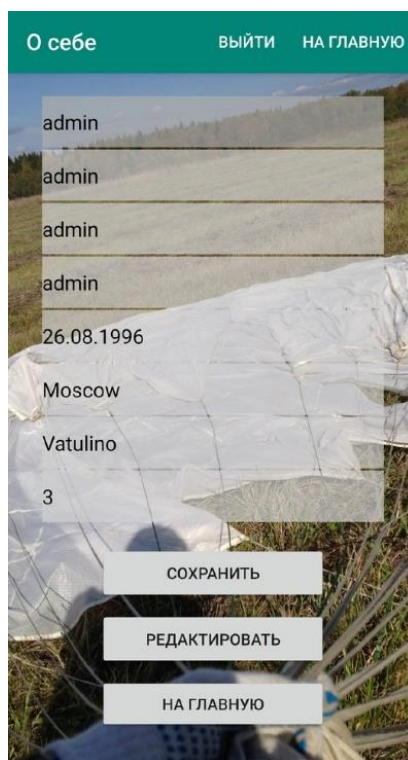 О себе ВЫЙТИ НА ГЛАВНУЮ
admin
admin
admin
admin
26.08.1996
Moscow
Vatulino
3
СОХРАНИТЬ
РЕДАКТИРОВАТЬ
НА ГЛАВНУЮ